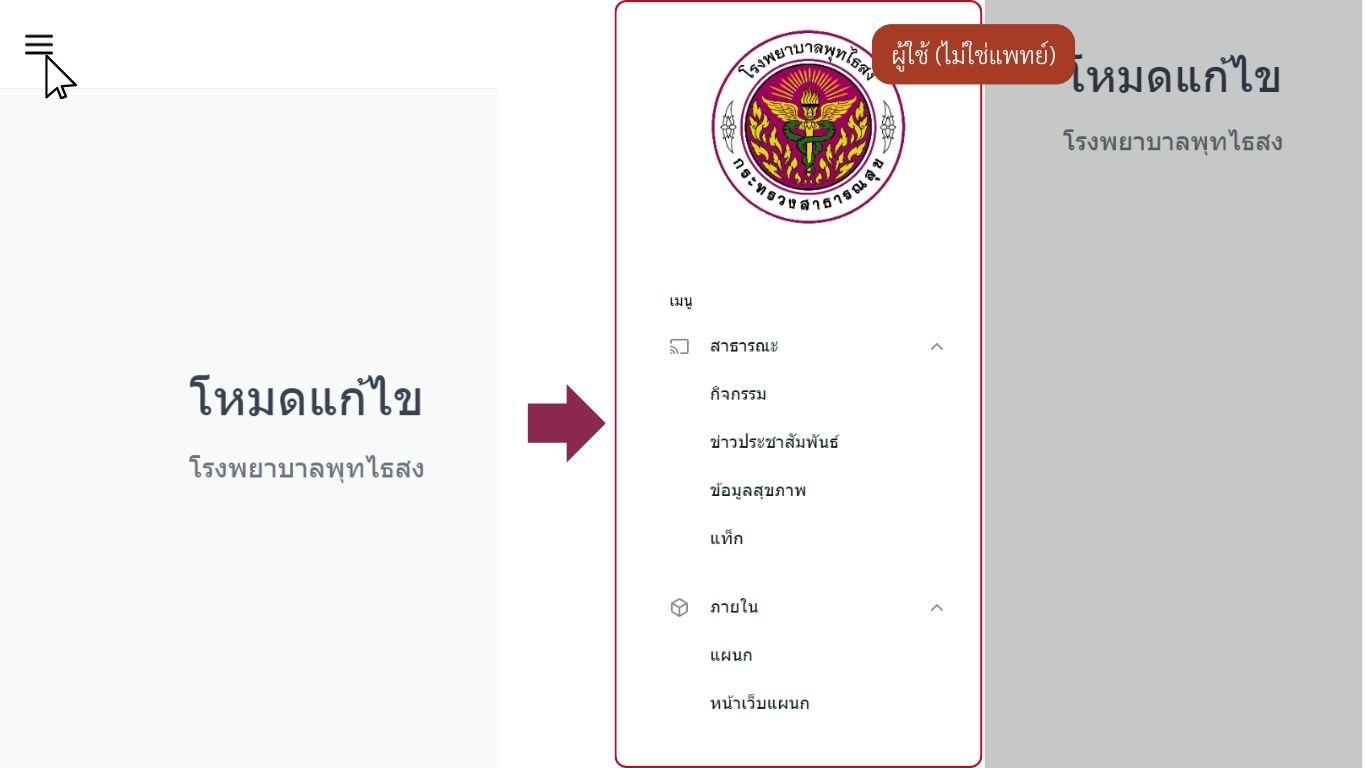 โหมดแก้ไข
โรงพยาบาลพุทไธสง
โรงพยาบาลพุทไธสง
กระทรวงสาธารณสุข
ผู้ใช้ (ไม่ใช่แพทย์)
เมนู
สาธารณะ
กิจกรรม
ข่าวประชาสัมพันธ์
ข้อมูลสุขภาพ
แท็ก
ภายใน
แผนก
หน้าเว็บแผนก
โหมดแก้ไข
โรงพยาบาลพุทไธสง